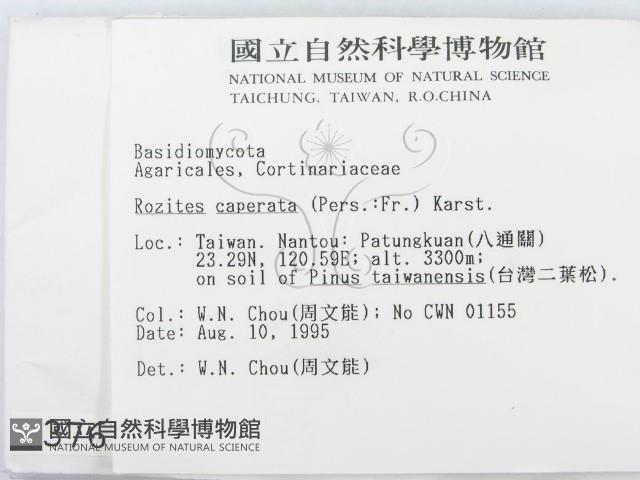 國立自然科學博物館
NATIONAL MUSEUM OF NATURAL SCIENCE
TAICHUNG, TAIWAN, R.O.CHINA
Basidiomycota
Agaricales, Cortinariaceae
Rozites caperata (Pers.:Fr.) Karst.
Loc.: Taiwan. Nantou: Patungkuan(八通關)
23.29N, 120.59E; alt. 3300m;
on soil of Pinus taiwanensis(台灣二葉松).
Col.: W.N. Chou(周文能); No CWN 01155
Date: Aug. 10, 1995
Det.: W.N. Chou(周文能)
376
國立自然科學博物館
NATIONAL MUSEUM OF NATURAL SCIENCE